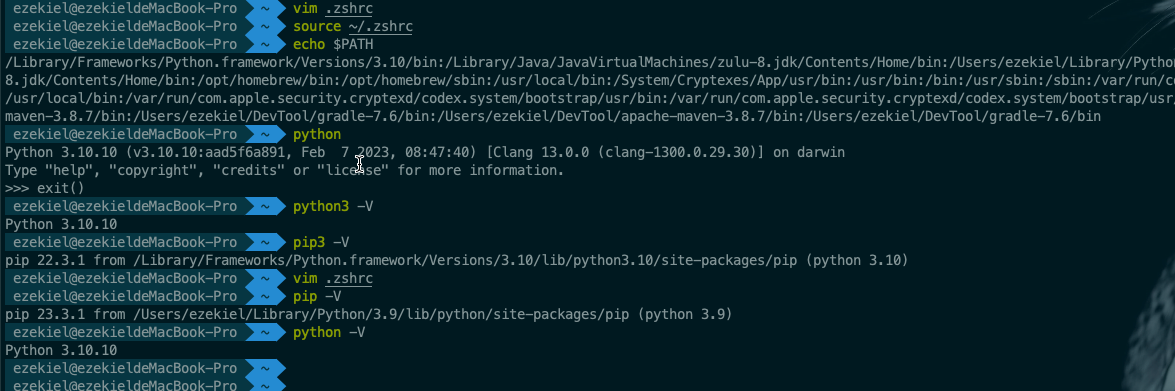 ezekiel@ezekieldeMacBook-Pro ~ vim .zshrc
ezekiel@ezekieldeMacBook-Pro ~ source ~/.zshrc
ezekiel@ezekieldeMacBook-Pro ~ echo $PATH
/Library/Frameworks/Python.framework/Versions/3.10/bin:/Library/Java/JavaVirtualMachines/zulu-8.jdk/Contents/Home/bin:/Users/ezekiel/Library/Pytho
8.jdk/Contents/Home/bin:/opt/homebrew/bin:/opt/homebrew/sbin:/usr/local/bin:/System/Cryptexes/App/usr/bin:/usr/bin:/bin:/usr/sbin:/sbin:/var/run/c
/usr/local/bin:/var/run/com.apple.security.cryptexd/codex.system/bootstrap/usr/bin:/var/run/com.apple.security.cryptexd/codex.system/bootstrap/us
maven-3.8.7/bin:/Users/ezekiel/DevTool/gradle-7.6/bin:/Users/ezekiel/DevTool/apache-maven-3.8.7/bin:/Users/ezekiel/DevTool/gradle-7.6/bin
ezekiel@ezekieldeMacBook-Pro ~ python
Python 3.10.10 (v3.10.10:aad5f6a891, Feb  7 2023, 08:47:40) [Clang 13.0.0 (clang-1300.0.29.30)] on darwin
Type "help", "copyright", "credits" or "license" for more information.
>>> exit()
ezekiel@ezekieldeMacBook-Pro ~ python3 -V
Python 3.10.10
ezekiel@ezekieldeMacBook-Pro ~ pip3 -V
pip 22.3.1 from /Library/Frameworks/Python.framework/Versions/3.10/lib/python3.10/site-packages/pip (python 3.10)
ezekiel@ezekieldeMacBook-Pro ~ vim .zshrc
ezekiel@ezekieldeMacBook-Pro ~ pip -V
pip 23.3.1 from /Users/ezekiel/Library/Python/3.9/lib/python/site-packages/pip (python 3.9)
ezekiel@ezekieldeMacBook-Pro ~ python -V
Python 3.10.10
ezekiel@ezekieldeMacBook-Pro ~
ezekiel@ezekieldeMacBook-Pro ~